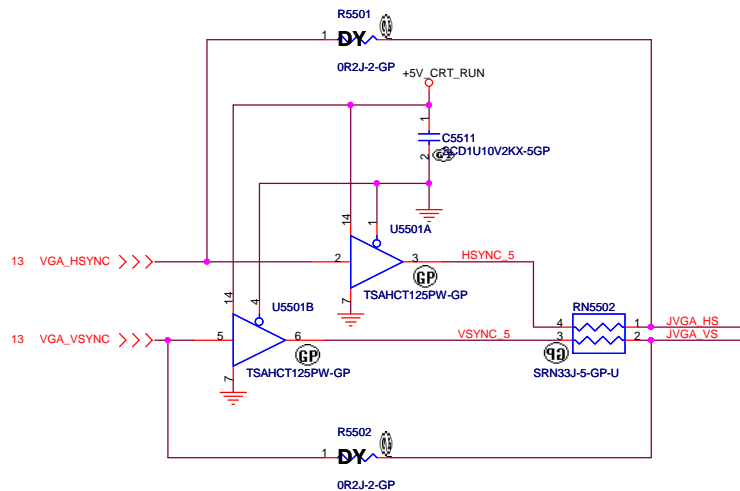 R5501
1
DY
0R2J-2-GP
+5V_CRT_RUN
1
C5511
2
SCD1U10V2KX-5GP
14
1
U5501A
13 VGA_HSYNC
2
3
HSYNC_5
GP
7
TSAHCT125PW-GP
14
4
U5501B
RN5502
4
1
JVGA_HS
13 VGA_VSYNC
5
6
VSYNC_5
3
2
JVGA_VS
GP
GP
7
TSAHCT125PW-GP
SRN33J-5-GP-U
R5502
1
DY
0R2J-2-GP